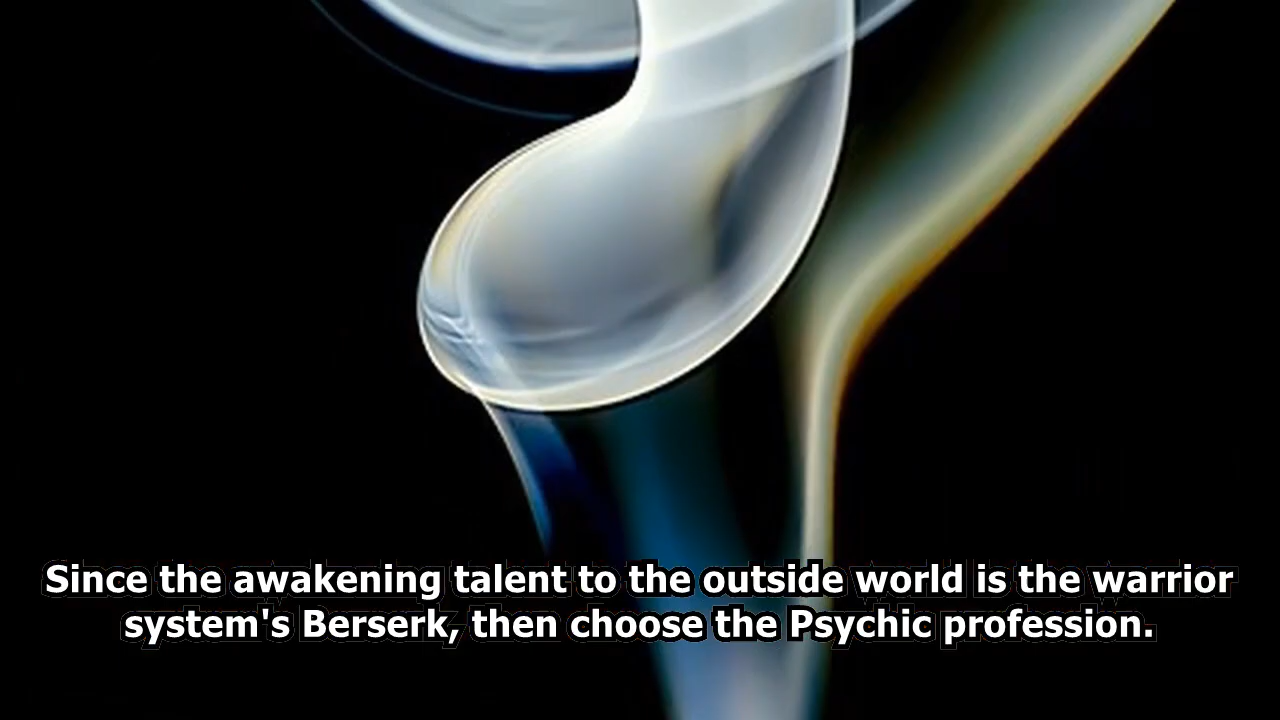 Since the awakening talent to the outside world is the warrior
system's Berserk, then choose the Psychic profession.